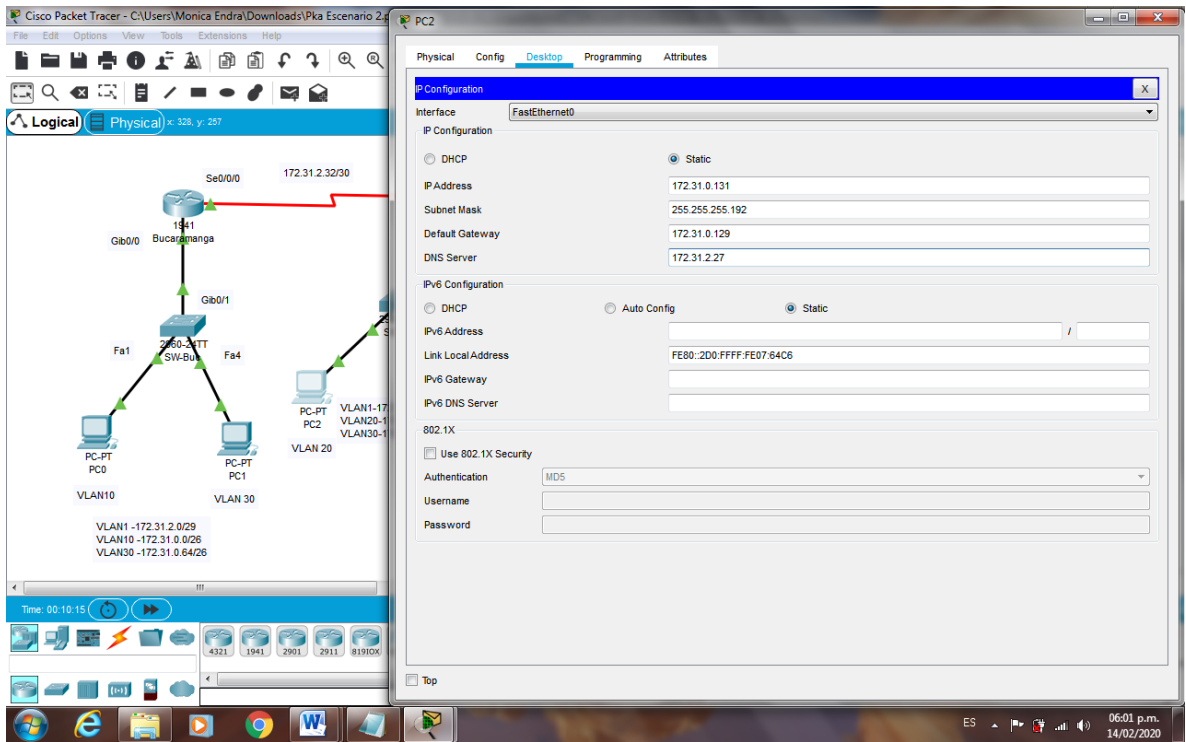 Cisco Packet Tracer - C:\Users\Monica Endra\Downloads\Pka Escenario 2.p
File Edit Options View Tools Extensions Help
Logical Physical x: 328, y: 257
Se0/0/0 172.31.2.32/30
1941
Gib0/0 Bucaramanga
Gib0/1
2960-24TT
Fa1 SW-Buc Fa4
PC-PT
PC2
VLAN1-17
VLAN20-1
VLAN30-1
VLAN 20
PC-PT
PC0
PC-PT
PC1
VLAN10
VLAN 30
VLAN1 -172.31.2.0/29
VLAN10 -172.31.0.0/26
VLAN30 -172.31.0.64/26
Time: 00:10:15
4321 1941 2901 2911 819IOX
PC2
Physical Config Desktop Programming Attributes
IP Configuration X
Interface FastEthernet0
IP Configuration
DHCP Static
IP Address 172.31.0.131
Subnet Mask 255.255.255.192
Default Gateway 172.31.0.129
DNS Server 172.31.2.27
IPv6 Configuration
DHCP Auto Config Static
IPv6 Address /
Link Local Address FE80::2D0:FFFF:FE07:64C6
IPv6 Gateway
IPv6 DNS Server
802.1X
Use 802.1X Security
Authentication MD5
Username
Password
Top
ES 06:01 p.m.
14/02/2020